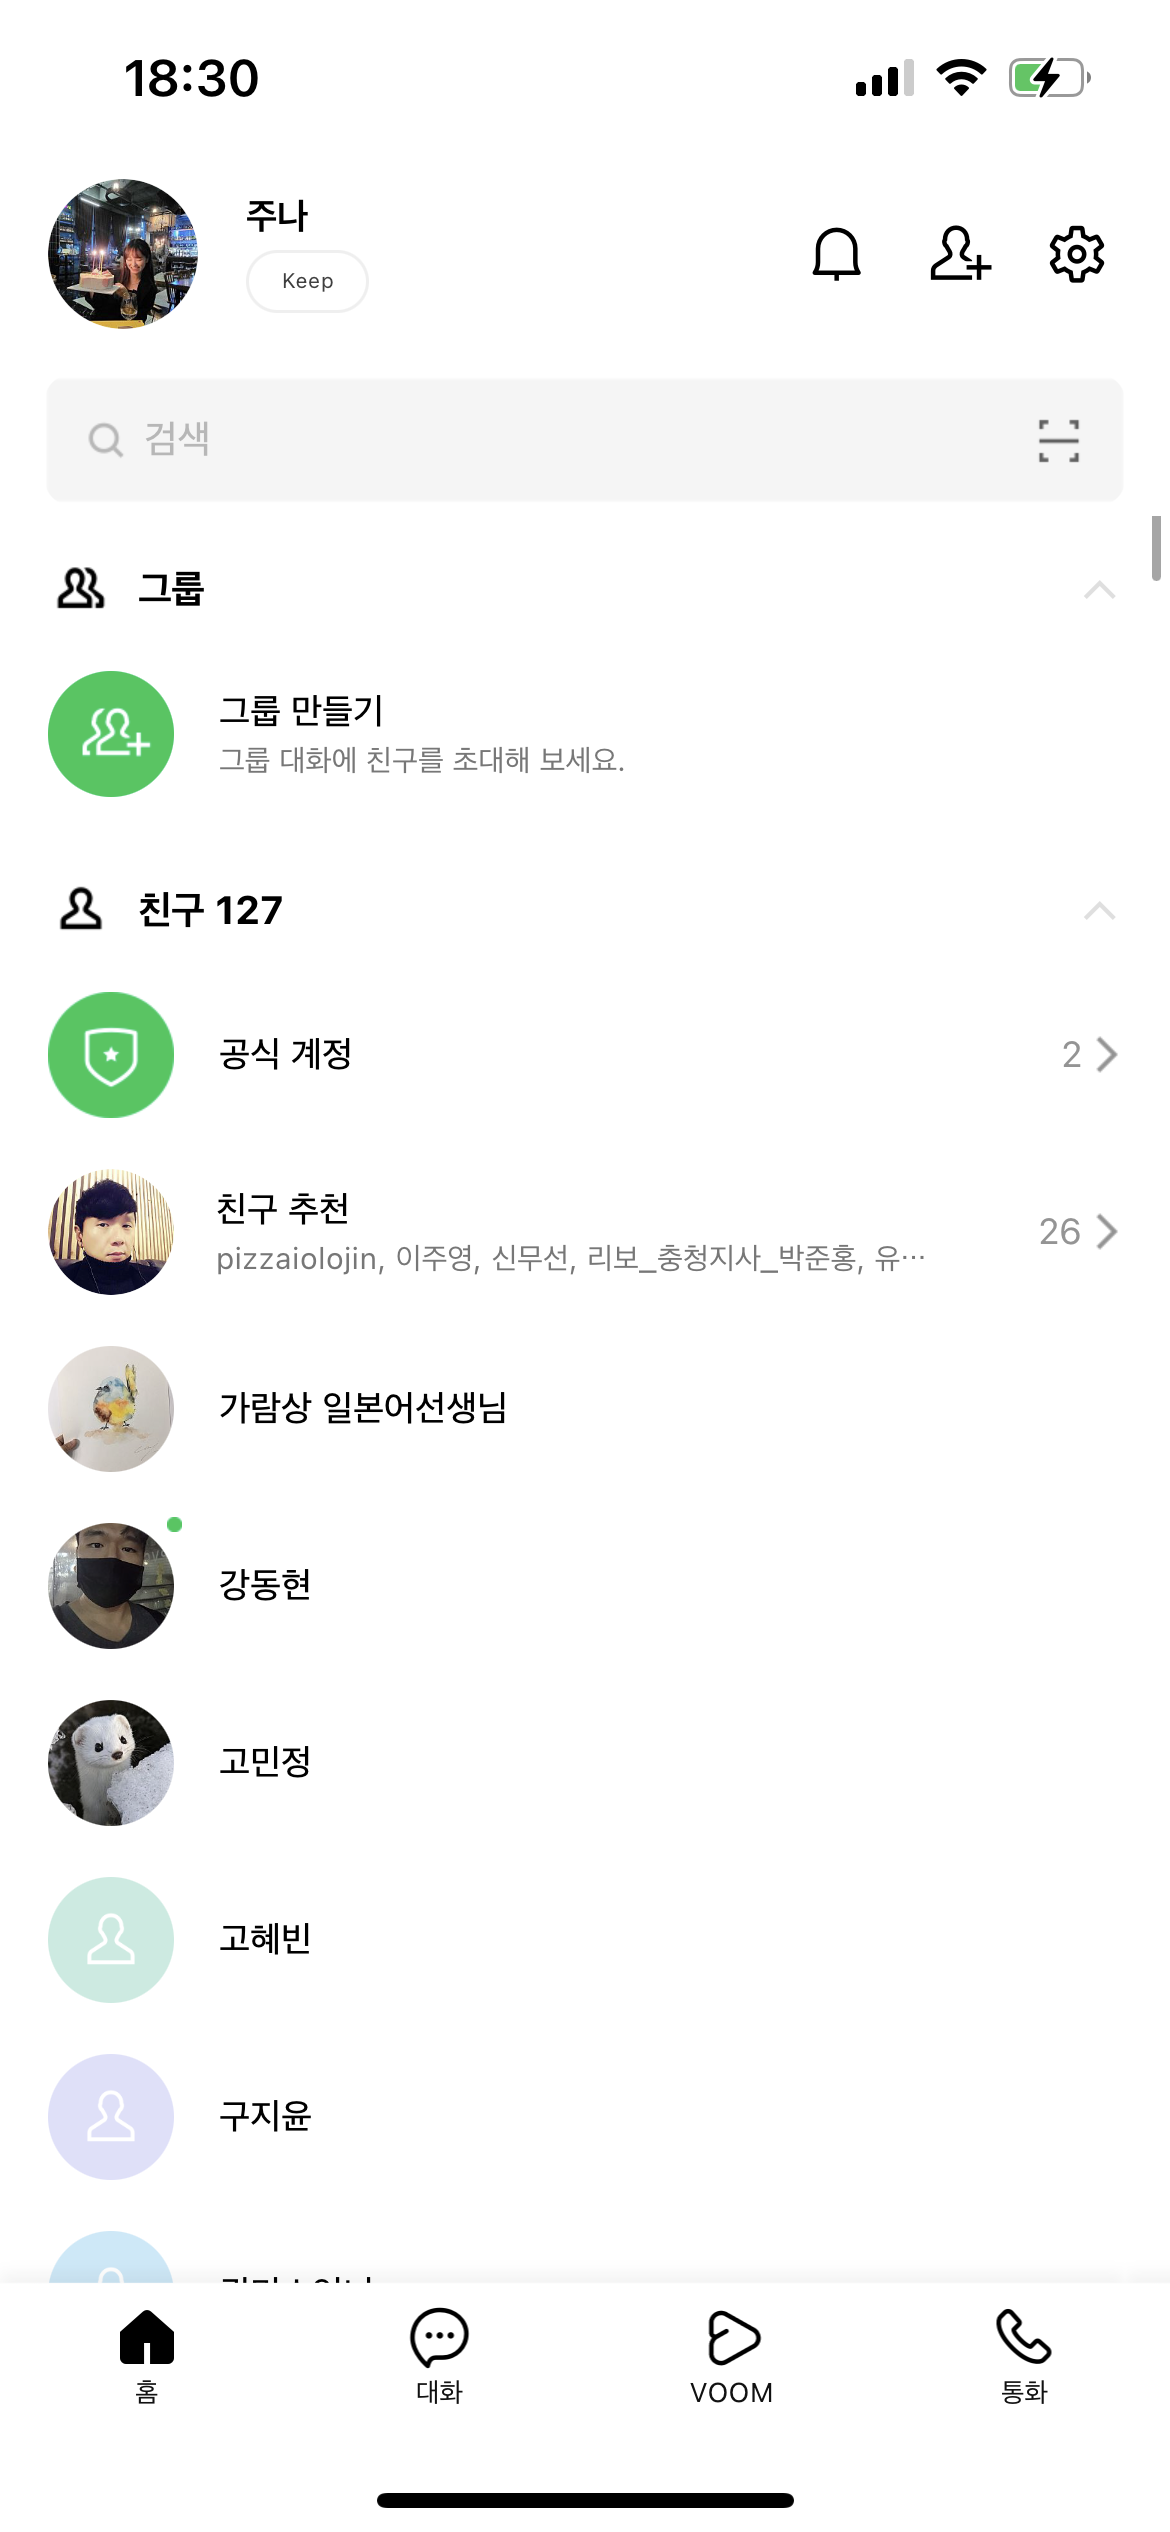 18:30
주나
Keep
검색
그룹
그룹 만들기
그룹 대화에 친구를 초대해 보세요.
친구 127
공식 계정
2
친구 추천
pizzaiolojin, 이주영, 신무선, 리보_충청지사_박준홍, 유…
26
가람상 일본어선생님
강동현
고민정
고혜빈
구지윤
홈
대화
VOOM
통화